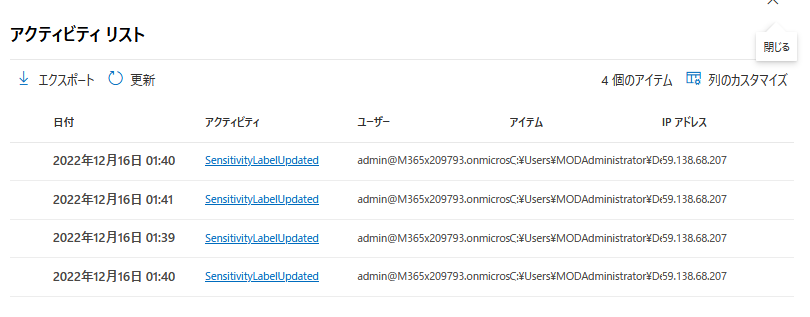 アクティビティ リスト
閉じる
エクスポート 更新 4 個のアイテム 列のカスタマイズ
日付 アクティビティ ユーザー アイテム IP アドレス
2022年12月16日 01:40 SensitivityLabelUpdated admin@M365x209793.onmicros C:¥Users¥MODAdministrator¥De 59.138.68.207
2022年12月16日 01:41 SensitivityLabelUpdated admin@M365x209793.onmicros C:¥Users¥MODAdministrator¥De 59.138.68.207
2022年12月16日 01:39 SensitivityLabelUpdated admin@M365x209793.onmicros C:¥Users¥MODAdministrator¥De 59.138.68.207
2022年12月16日 01:40 SensitivityLabelUpdated admin@M365x209793.onmicros C:¥Users¥MODAdministrator¥De 59.138.68.207